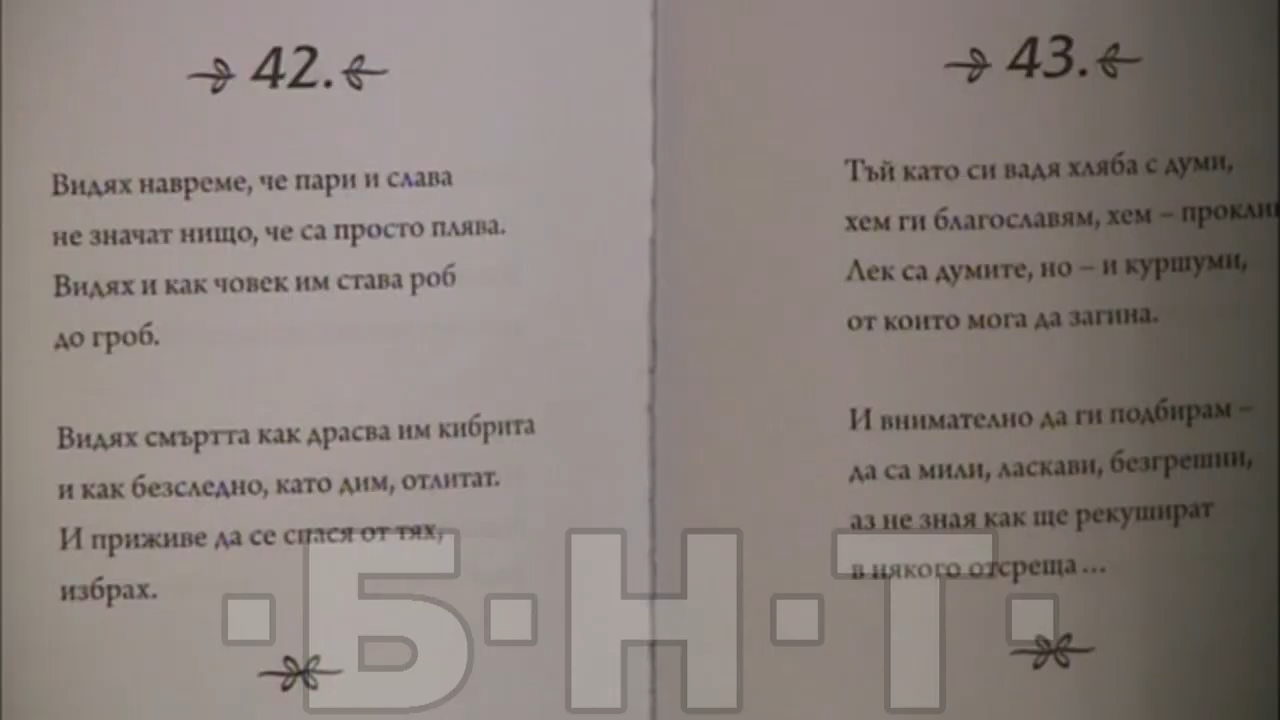 42.
Видях навреме, че пари и слава
не значат нищо, че са просто плява.
Видях и как човек им става роб
до гроб.
Видях смъртта как драсва им кибрита
и как безследно, като дим, отлитат.
И приживе да се спася от тях,
избрах.
43.
Тъй като си вадя хляба с думи,
хем ги благославям, хем –
Лек са думите, но – и куршуми,
от които мога да загина.
И внимателно да ги подбирам –
да са мили, ласкави, безгрешни,
аз не зная как ще рекушират
в някого отсреща...
·Б·Н·Т·